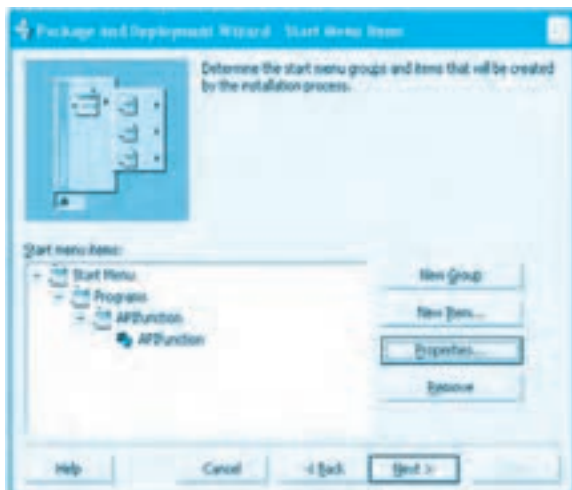 Package and Deployment Wizard - Start Menu Items
Determine the start menu groups and items that will be created
by the installation process.
Start menu items:
Start Menu
Programs
APIfunction
APIfunction
New Group
New Item...
Properties...
Remove
Help
Cancel
< Back
Next >